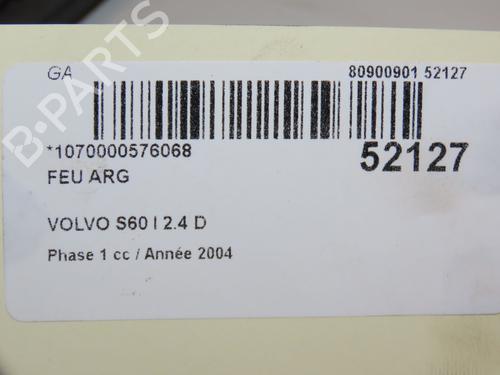 GA 80900901 52127
*1070000576068 52127
FEU ARG
VOLVO S60 I 2.4 D
Phase 1 cc / Année 2004
B-PARTS